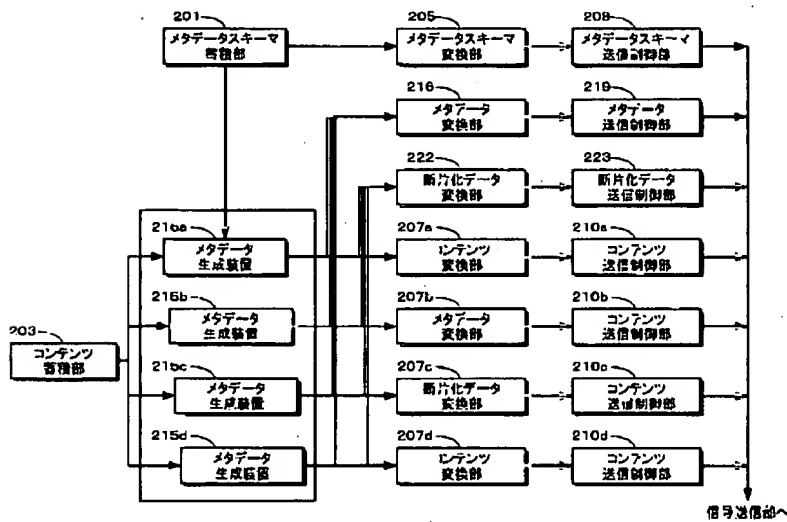 201
メタデータスキーマ
蓄積部
205
メタデータスキーマ
変換部
208
メタデータスキーマ
送信制御部
216
メタデータ
変換部
219
メタデータ
送信制御部
222
断片化データ
変換部
223
断片化データ
送信制御部
215a
メタデータ
生成装置
207a
コンテンツ
変換部
210a
コンテンツ
送信制御部
215b
メタデータ
生成装置
207b
メタデータ
変換部
210b
コンテンツ
送信制御部
203
コンテンツ
蓄積部
215c
メタデータ
生成装置
207c
断片化データ
変換部
210c
コンテンツ
送信制御部
215d
メタデータ
生成装置
207d
コンテンツ
変換部
210d
コンテンツ
送信制御部
信号送信部へ